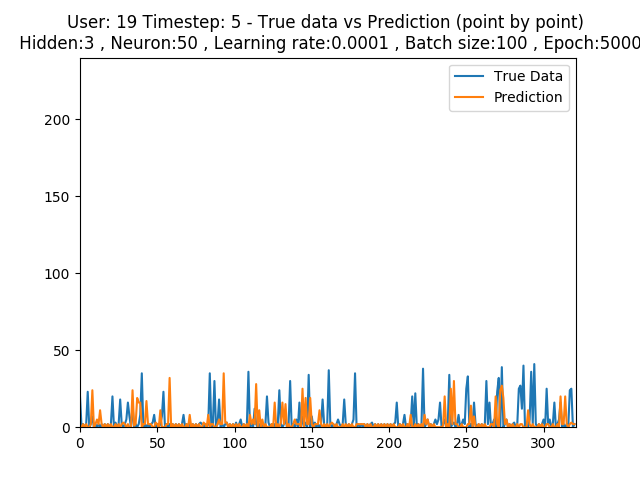 User: 19 Timestep: 5 - True data vs Prediction (point by point)
Hidden:3 , Neuron:50 , Learning rate:0.0001 , Batch size:100 , Epoch:5000
True Data
Prediction
200
150
100
50
0
0 50 100 150 200 250 300